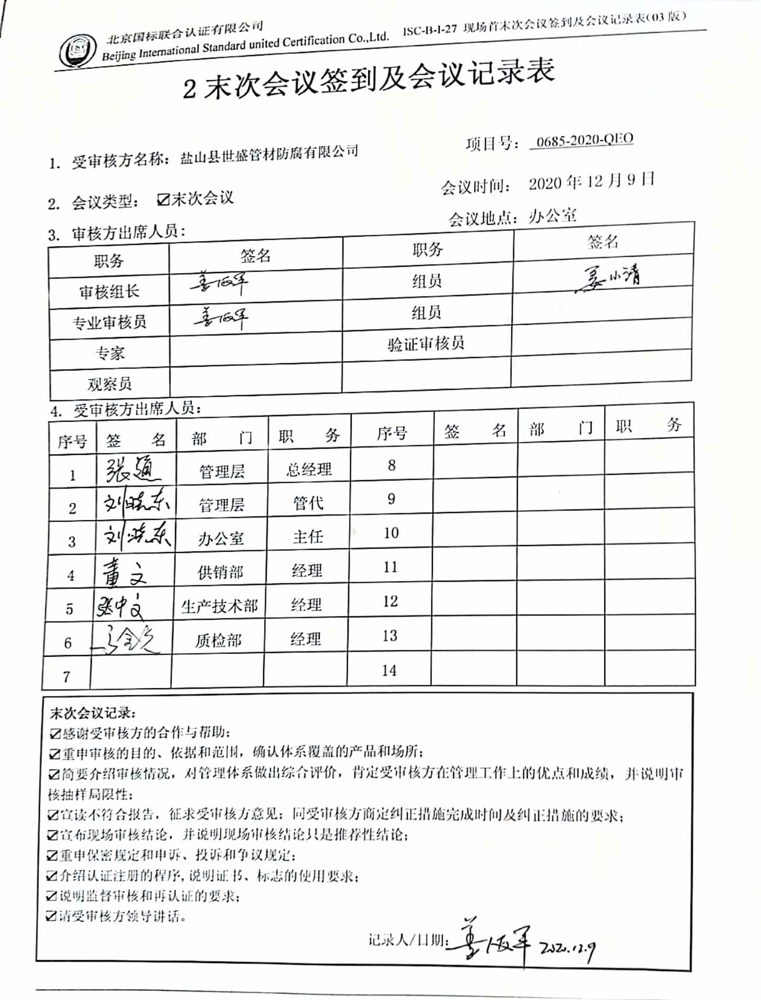 北京国标联合认证有限公司
Beijing International Standard united Certification Co.,Ltd.
ISC-B-I-27 现场首末次会议签到及会议记录表(03 版)
2 末次会议签到及会议记录表
项目号: 0685-2020-QEO
1. 受审核方名称: 盐山县世盛管材防腐有限公司
会议时间: 2020 年 12 月 9 日
2. 会议类型: ☑末次会议
会议地点: 办公室
3. 审核方出席人员:
职务 签名 职务 签名
审核组长 组员 姜小清
专业审核员 组员
专家 验证审核员
观察员
4. 受审核方出席人员:
序号 签 名 部 门 职 务 序号 签 名 部 门 职 务
1 张通 管理层 总经理 8
2 刘晓东 管理层 管代 9
3 刘晓东 办公室 主任 10
4 董文 供销部 经理 11
5 张中文 生产技术部 经理 12
6 质检部 经理 13
7 14
末次会议记录:
☑感谢受审核方的合作与帮助;
☑重申审核的目的、依据和范围，确认体系覆盖的产品和场所;
☑简要介绍审核情况，对管理体系做出综合评价，肯定受审核方在管理工作上的优点和成绩，并说明审
核抽样局限性;
☑宣读不符合报告，征求受审核方意见；同受审核方商定纠正措施完成时间及纠正措施的要求;
☑宣布现场审核结论，并说明现场审核结论只是推荐性结论;
☑重申保密规定和申诉、投诉和争议规定;
☑介绍认证注册的程序,说明证书、标志的使用要求;
☑说明监督审核和再认证的要求;
☑请受审核方领导讲话。
记录人/日期: 2020.12.9